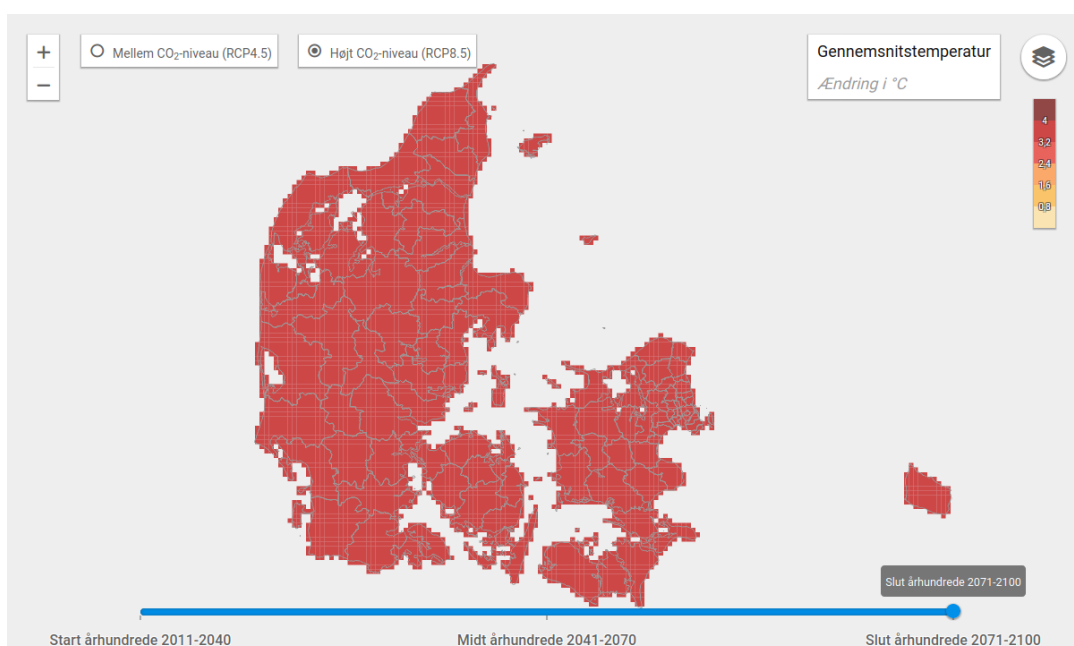 +
−
Mellem CO₂-niveau (RCP4.5)
Højt CO₂-niveau (RCP8.5)
Gennemsnitstemperatur
Ændring i °C
4
3,2
2,4
1,6
0,8
Slut århundrede 2071-2100
Start århundrede 2011-2040
Midt århundrede 2041-2070
Slut århundrede 2071-2100